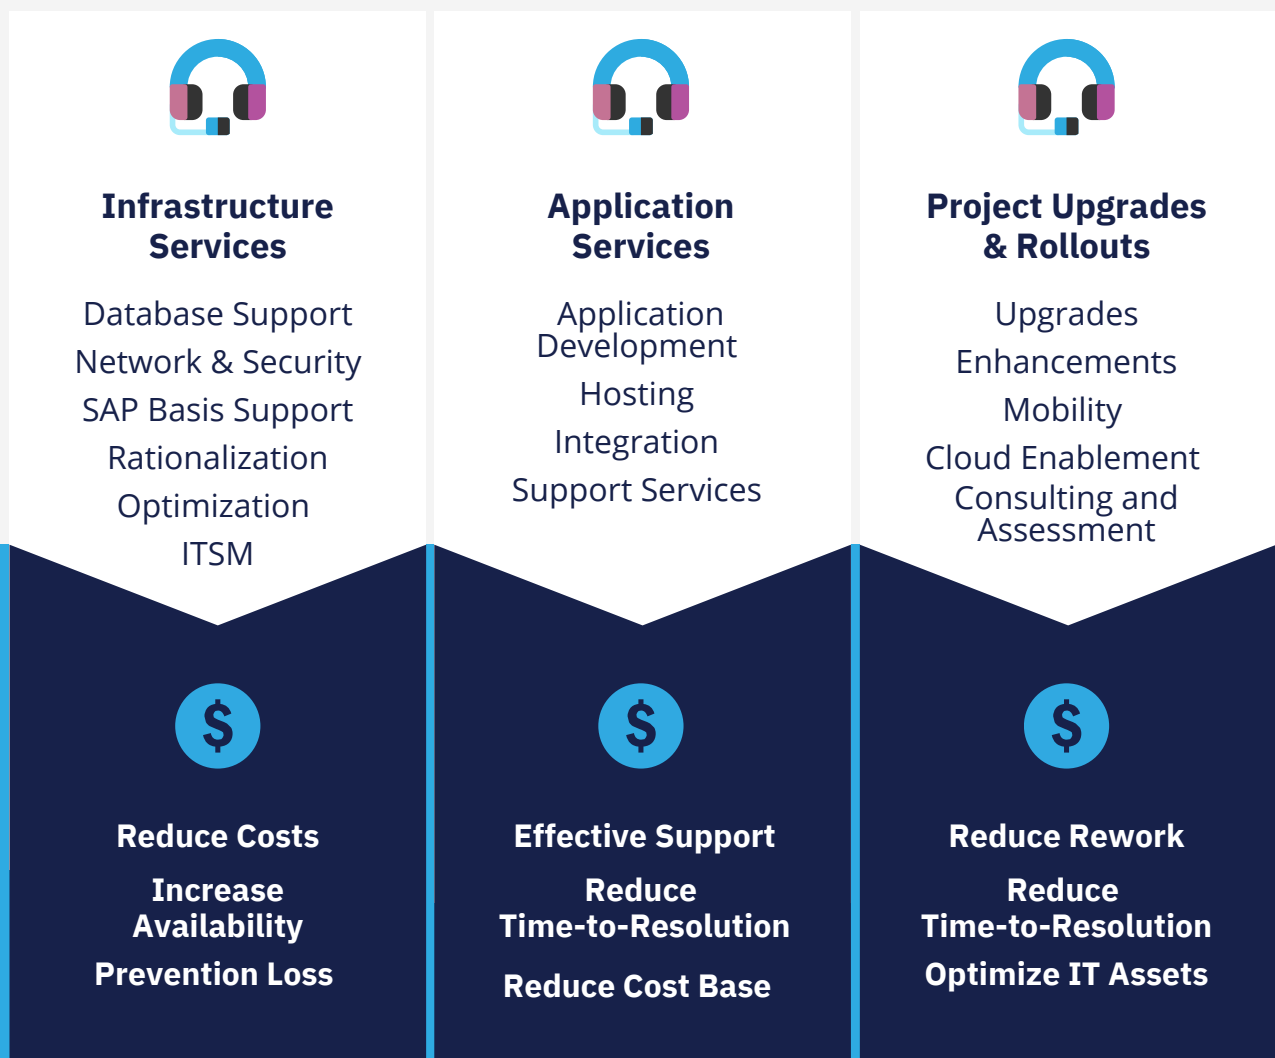 Infrastructure
Services
Database Support
Network & Security
SAP Basis Support
Rationalization
Optimization
ITSM
$
Reduce Costs
Increase
Availability
Prevention Loss
Application
Services
Application
Development
Hosting
Integration
Support Services
$
Effective Support
Reduce
Time-to-Resolution
Reduce Cost Base
Project Upgrades
& Rollouts
Upgrades
Enhancements
Mobility
Cloud Enablement
Consulting and
Assessment
$
Reduce Rework
Reduce
Time-to-Resolution
Optimize IT Assets